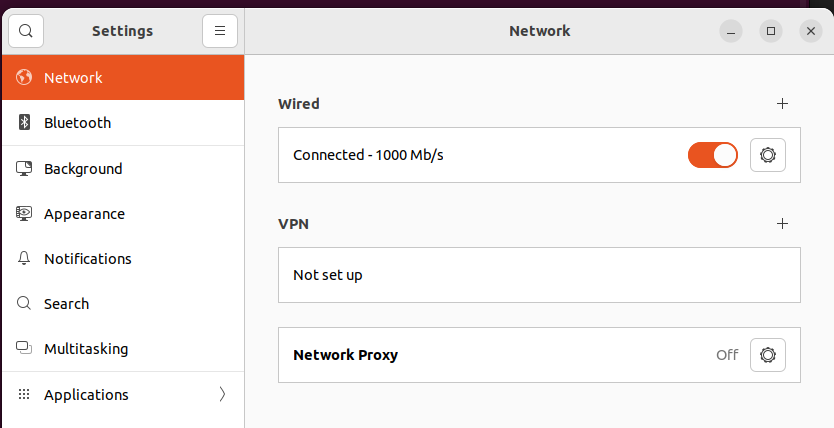 Settings
Network
Bluetooth
Background
Appearance
Notifications
Search
Multitasking
Applications
Network
Wired
Connected - 1000 Mb/s
VPN
Not set up
Network Proxy
Off